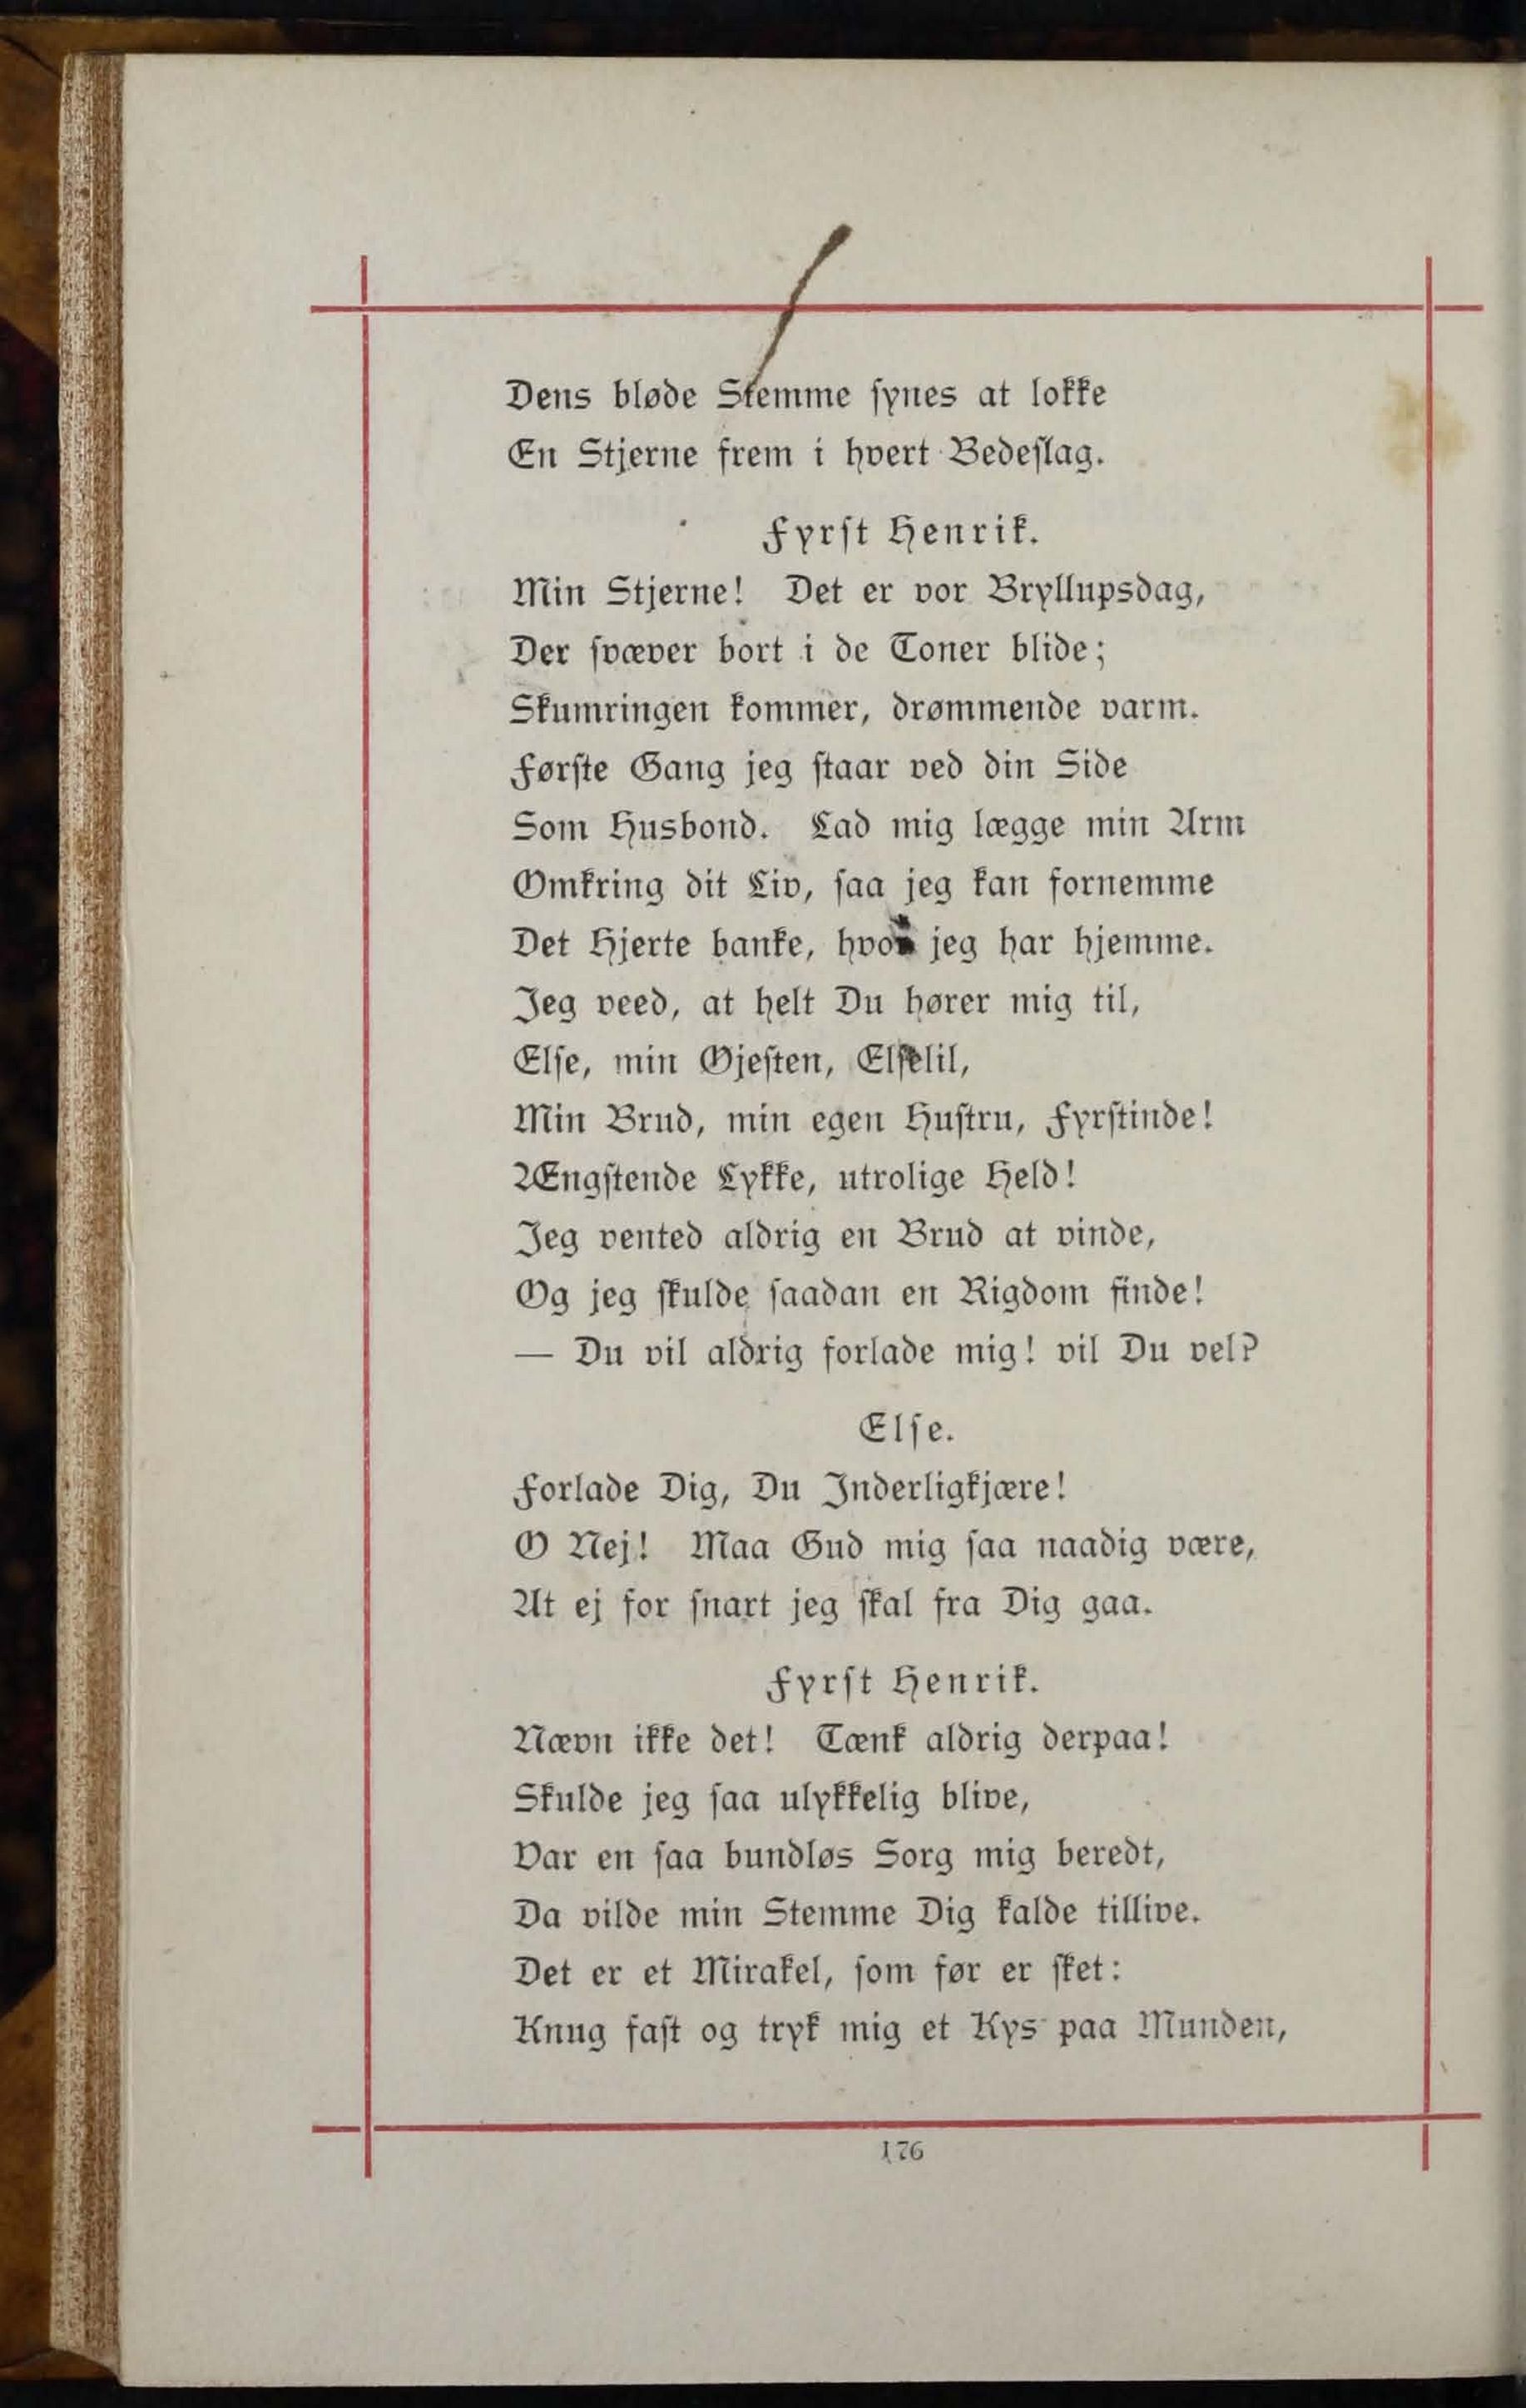 Dens bløde Stemme synes at lokke
En Stjerne frem i hvert Bedeslag.
Fyrst Henrik.
Min Stjerne! Det er vor Bryllupsdag,
Der svæver bort i de Toner blide;
Skumringen kommer, drømmende varm.
Første Gang jeg staar ved din Side
Som Husbond. Lad mig lægge min Arm
Omkring dit Liv, saa jeg kan fornemme
Det Hjerte banke, hvor jeg har hjemme.
Jeg veed, at helt Du hører mig til,
Else, min Øjesten, Elselil,
Min Brud, min egen Hustru, Fyrstinde!
Ængstende Lykke, utrolige Held!
Jeg vented aldrig en Brud at vinde,
Og jeg skulde saadan en Rigdom finde!
— Du vil aldrig forlade mig! vil Du vel?
Else.
Forlade Dig, Du Inderligkjære!
O Nej! Maa Gud mig saa naadig være,
At ej for snart jeg skal fra Dig gaa.
Fyrst Henrik.
Nævn ikke det! Tænk aldrig derpaa!
Skulde jeg saa ulykkelig blive,
Var en saa bundløs Sorg mig beredt,
Da vilde min Stemme Dig kalde tillive.
Det er et Mirakel, som før er sket:
Knug fast og tryk mig et Kys paa Munden,
176